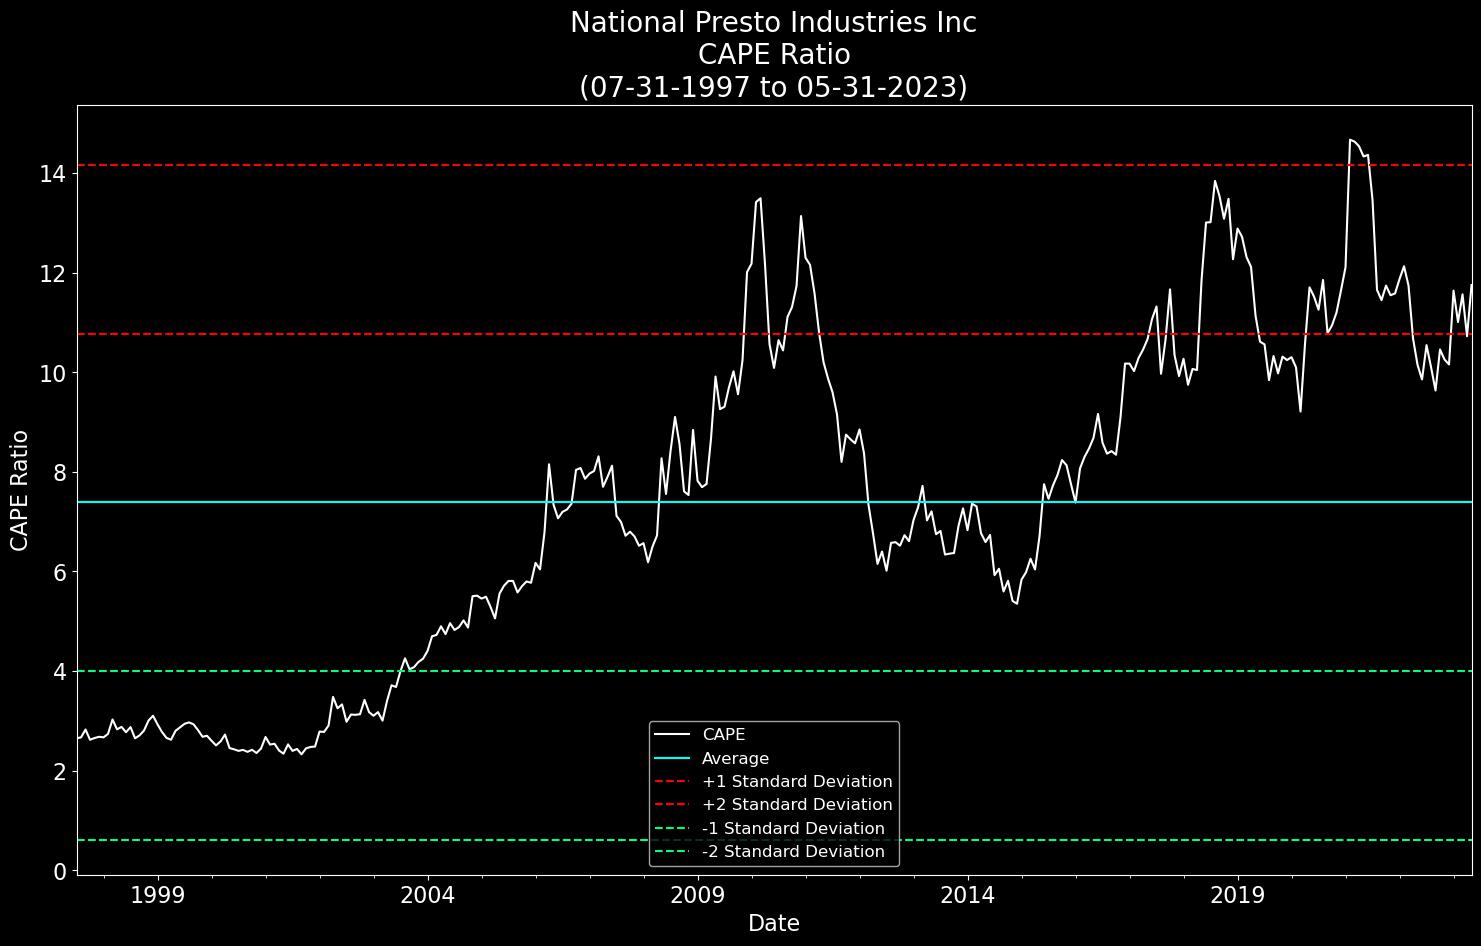 National Presto Industries Inc
CAPE Ratio
(07-31-1997 to 05-31-2023)
CAPE Ratio
14
12
10
8
6
4
2
0
CAPE
Average
+1 Standard Deviation
+2 Standard Deviation
-1 Standard Deviation
-2 Standard Deviation
1999 2004 2009 2014 2019
Date